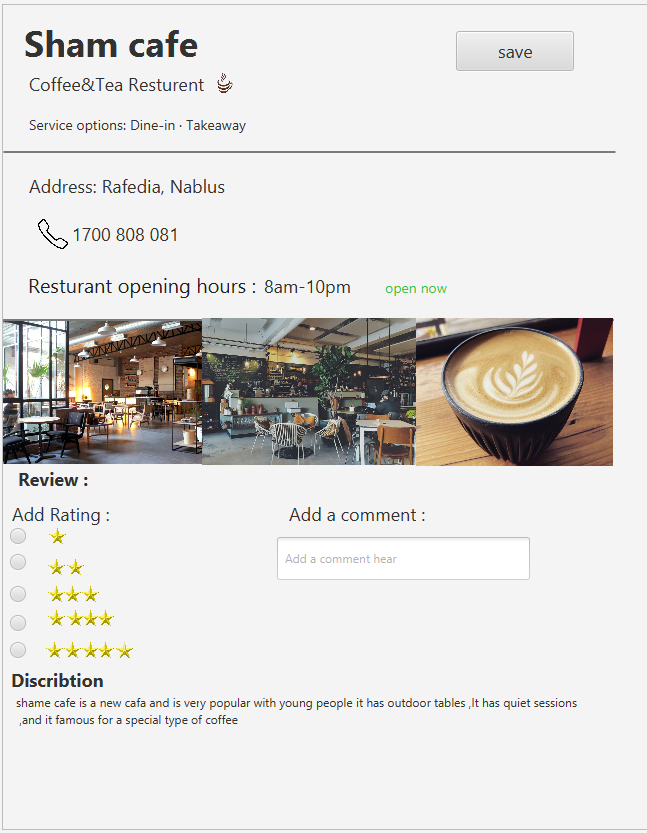 Sham cafe
save
Coffee&Tea Resturent
Service options: Dine-in · Takeaway
Address: Rafedia, Nablus
1700 808 081
Resturant opening hours : 8am-10pm open now
Review :
Add Rating :
Add a comment :
Add a comment hear
Discribtion
shame cafe is a new cafa and is very popular with young people it has outdoor tables ,It has quiet sessions
,and it famous for a special type of coffee